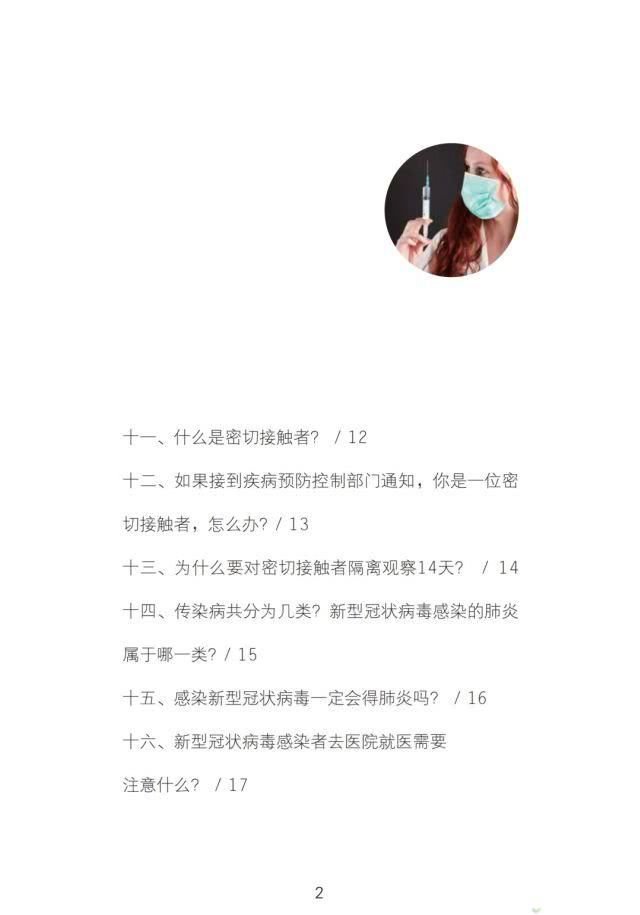 十一、什么是密切接触者？ / 12
十二、如果接到疾病预防控制部门通知，你是一位密
切接触者，怎么办? / 13
十三、为什么要对密切接触者隔离观察14天？ / 14
十四、传染病共分为几类？新型冠状病毒感染的肺炎
属于哪一类? / 15
十五、感染新型冠状病毒一定会得肺炎吗？ / 16
十六、新型冠状病毒感染者去医院就医需要
注意什么？ / 17
2